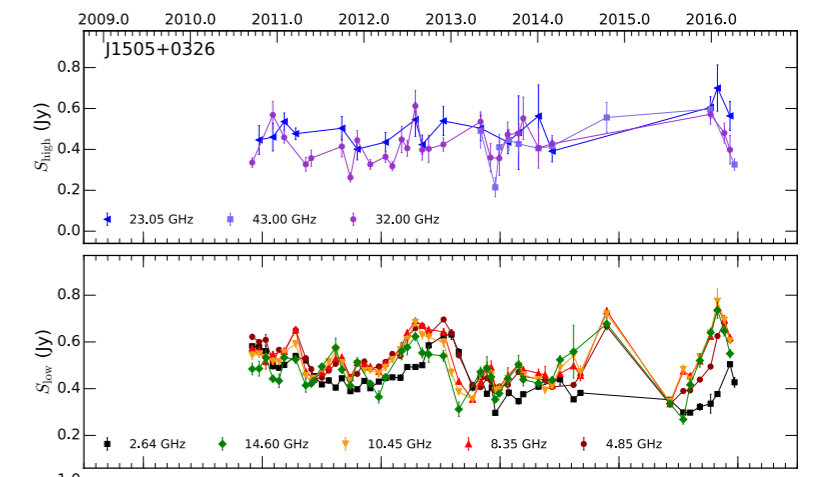 2009.0 2010.0 2011.0 2012.0 2013.0 2014.0 2015.0 2016.0
J1505+0326
0.8
0.6
0.4
0.2
0.0
S_high (Jy)
23.05 GHz 43.00 GHz 32.00 GHz
0.8
0.6
0.4
0.2
S_low (Jy)
2.64 GHz 14.60 GHz 10.45 GHz 8.35 GHz 4.85 GHz